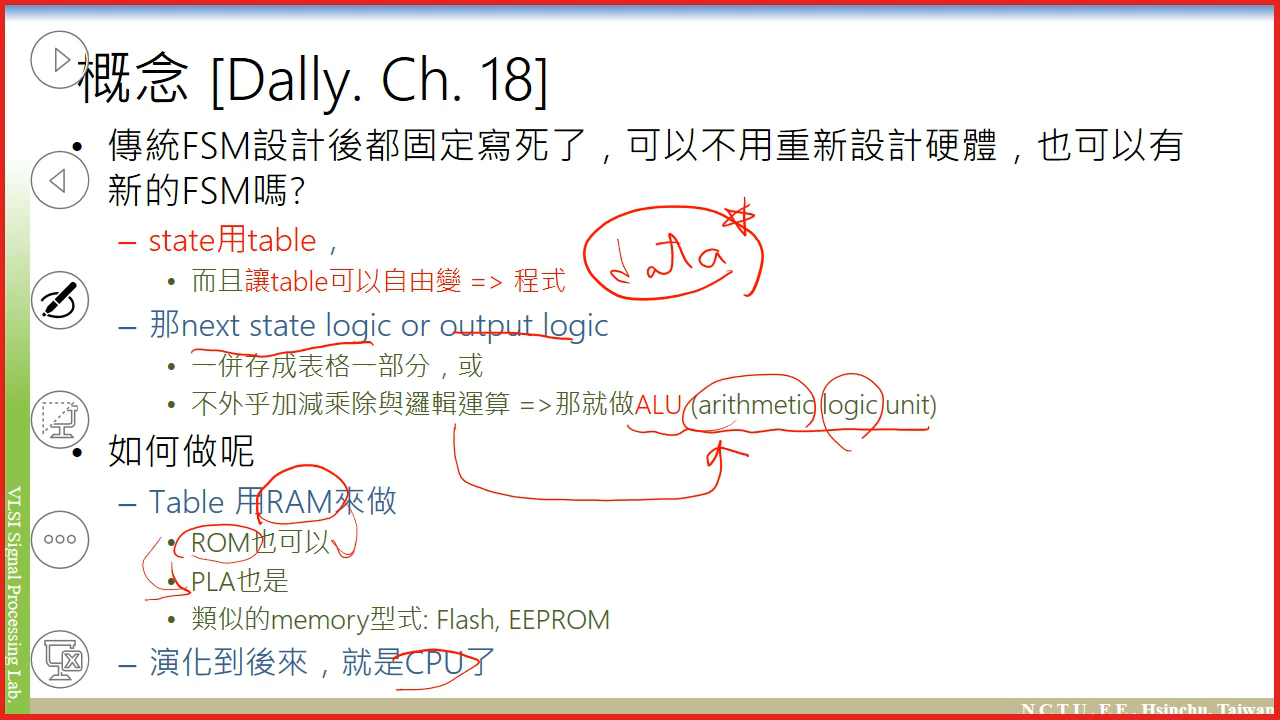 概念 [Dally. Ch. 18]
• 傳統FSM設計後都固定寫死了，可以不用重新設計硬體，也可以有
新的FSM嗎?
– state用table，
• 而且讓table可以自由變 => 程式
data
– 那next state logic or output logic
• 一併存成表格一部分，或
• 不外乎加減乘除與邏輯運算 =>那就做ALU (arithmetic logic unit)
• 如何做呢
– Table 用RAM來做
• ROM也可以
• PLA也是
• 類似的memory型式: Flash, EEPROM
– 演化到後來，就是CPU了
VLSI Signal Processing Lab.
NCTU. EE, Hsinchu, Taiwan